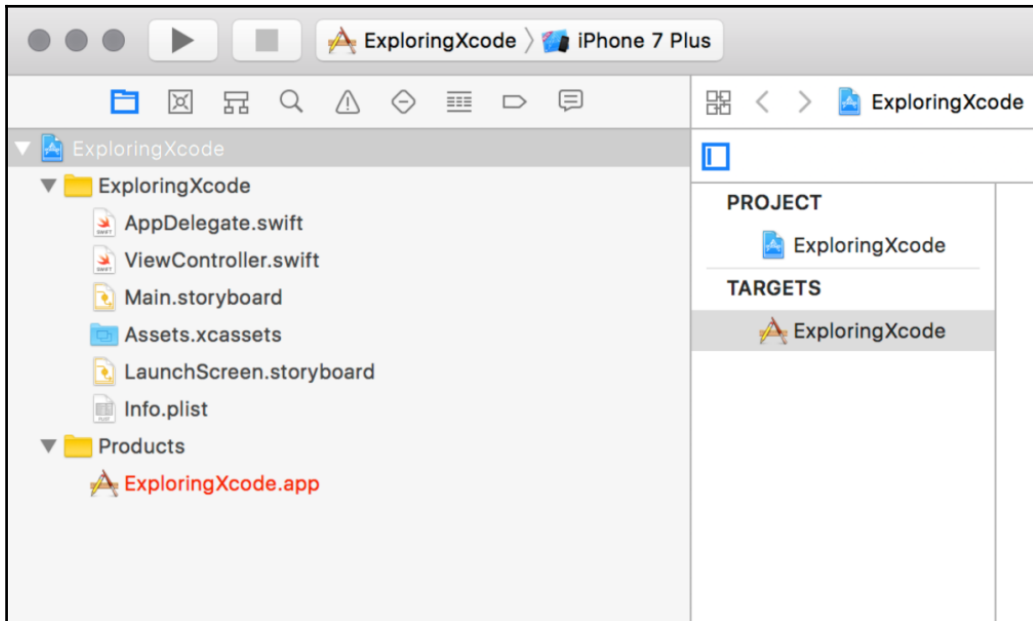 ExploringXcode iPhone 7 Plus
ExploringXcode
ExploringXcode
ExploringXcode
AppDelegate.swift
ViewController.swift
Main.storyboard
Assets.xcassets
LaunchScreen.storyboard
Info.plist
Products
ExploringXcode.app
PROJECT
ExploringXcode
TARGETS
ExploringXcode